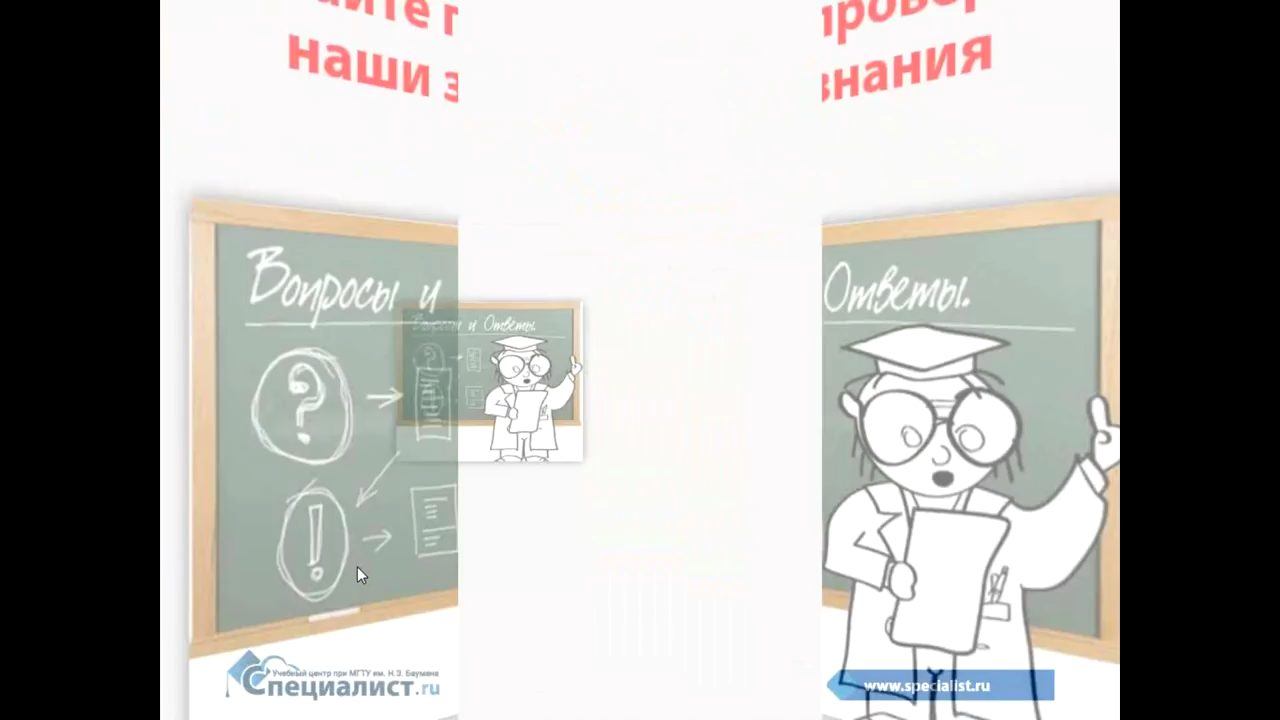 наши з
знания
Вопросы и
Ответы.
Вопросы и Ответы.
Учебный центр при МГТУ им. Н.Э. Баумана
Специалист.ru
www.specialist.ru